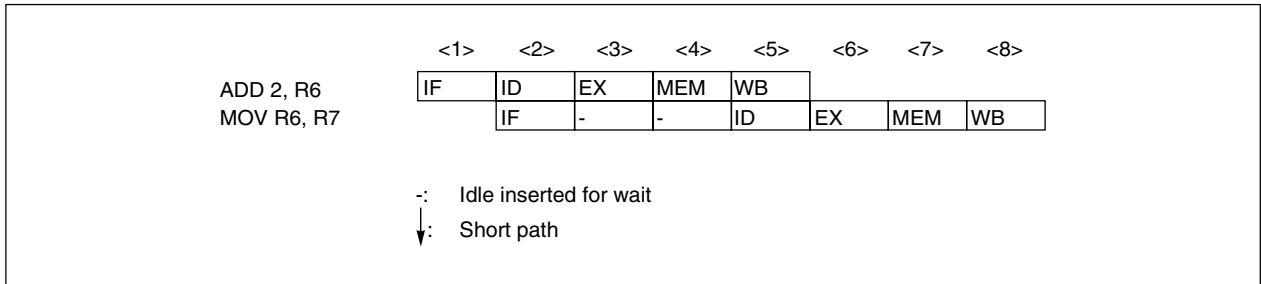 <1> <2> <3> <4> <5> <6> <7> <8>
ADD 2, R6 IF ID EX MEM WB
MOV R6, R7 IF - - ID EX MEM WB
-: Idle inserted for wait
: Short path